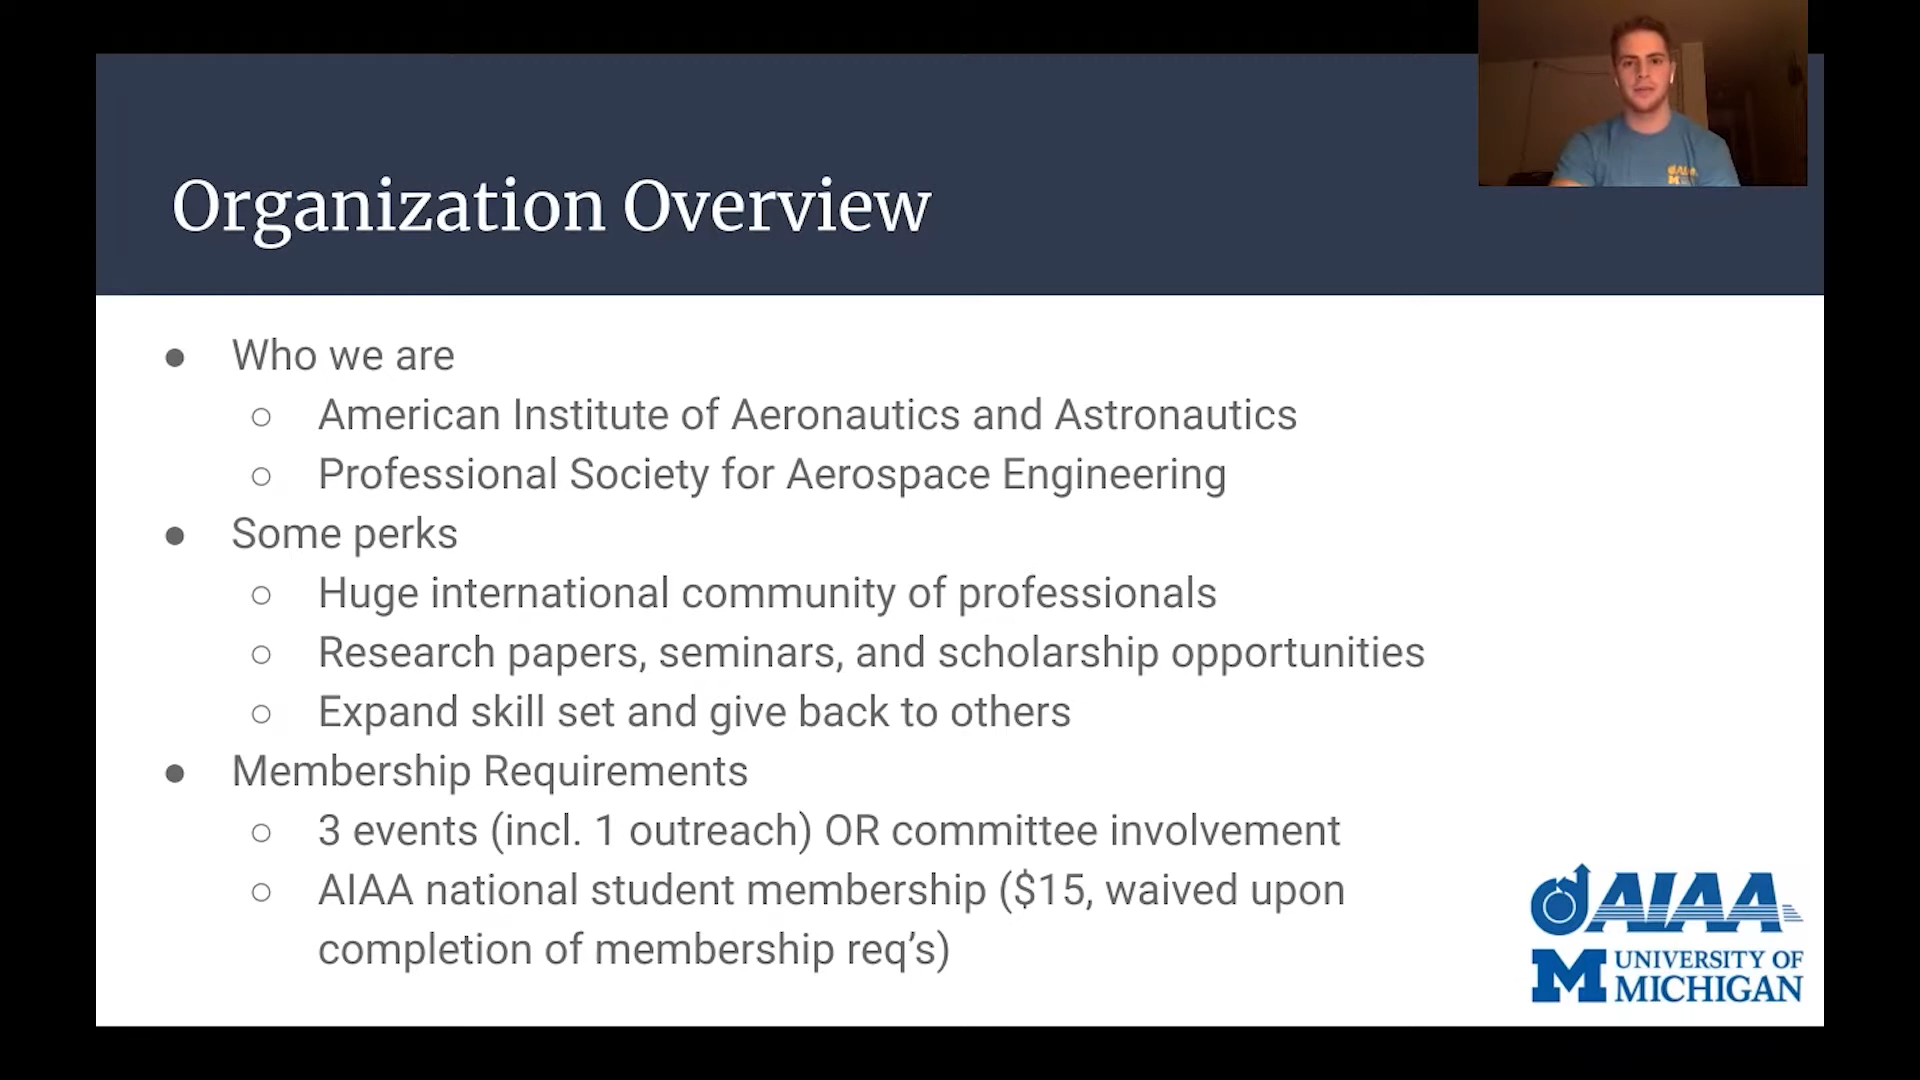 Organization Overview
● Who we are
○ American Institute of Aeronautics and Astronautics
○ Professional Society for Aerospace Engineering
● Some perks
○ Huge international community of professionals
○ Research papers, seminars, and scholarship opportunities
○ Expand skill set and give back to others
● Membership Requirements
○ 3 events (incl. 1 outreach) OR committee involvement
○ AIAA national student membership ($15, waived upon
completion of membership req’s)
AIAA
M UNIVERSITY OF
MICHIGAN